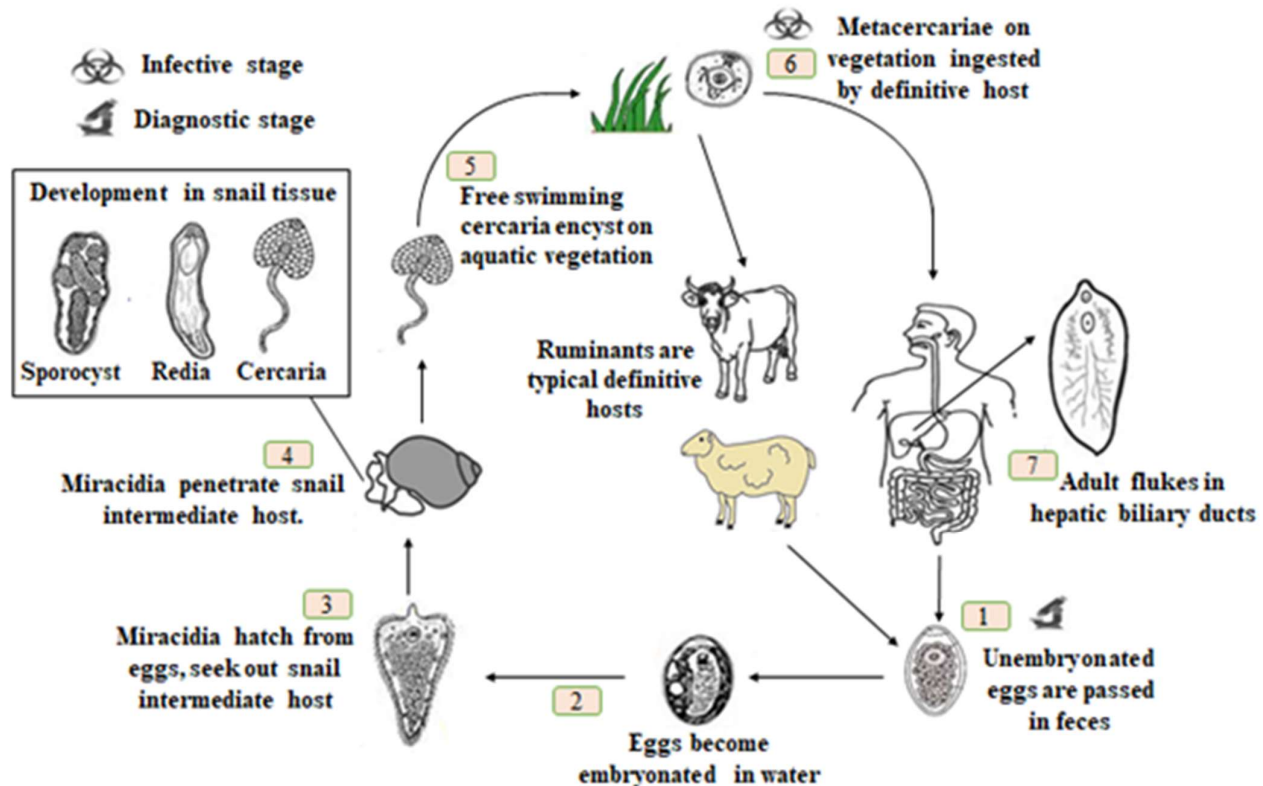 Infective stage
Diagnostic stage
Development in snail tissue
Sporocyst
Redia
Cercaria
4
Miracidia penetrate snail
intermediate host.
3
Miracidia hatch from
eggs, seek out snail
intermediate host
5
Free swimming
cercaria encyst on
aquatic vegetation
6
Metacercariae on
vegetation ingested
by definitive host
Ruminants are
typical definitive
hosts
7
Adult flukes in
hepatic biliary ducts
1
Unembryonated
eggs are passed
in feces
2
Eggs become
embryonated in water